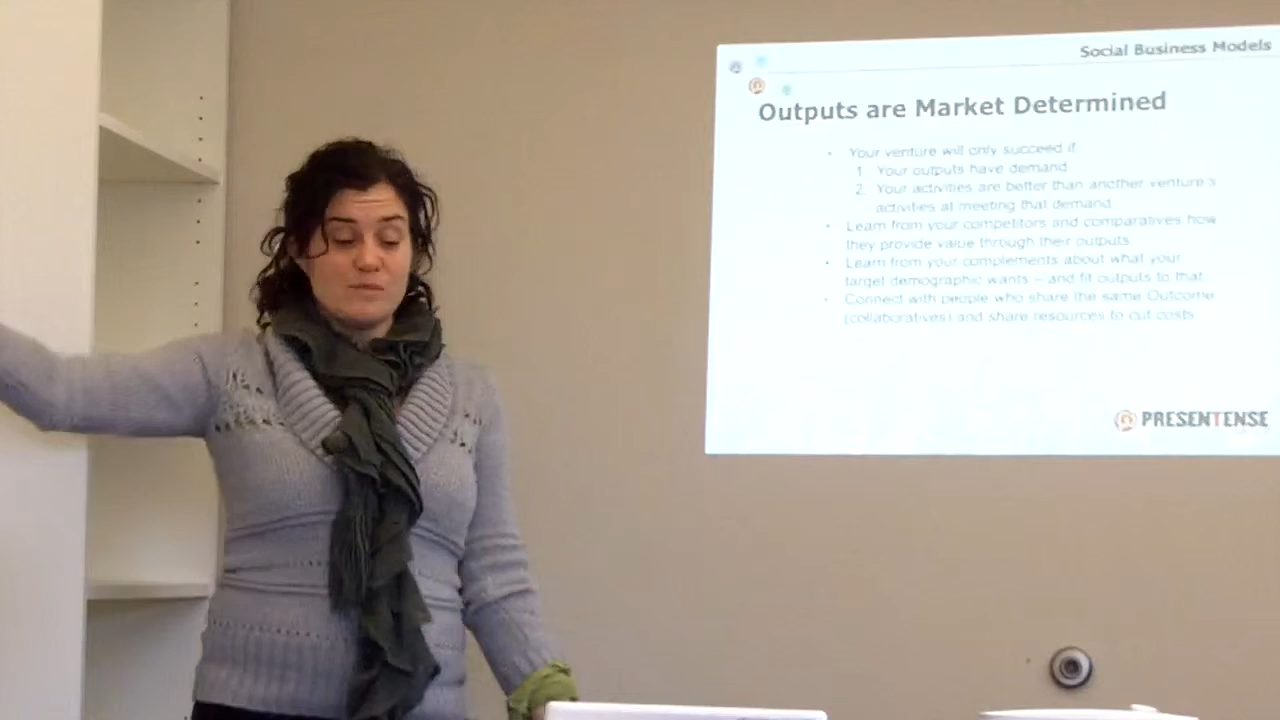 Social Business Models
Outputs are Market Determined
• Your venture will only succeed if
1. Your outputs have demand
2. Your activities are better than another venture's
activities at meeting that demand
• Learn from your competitors and comparatives how
they provide value through their outputs
• Learn from your complements about what your
target demographic wants – and fit outputs to that
• Connect with people who share the same Outcome
(collaboratives) and share resources to cut costs
PRESENTENSE